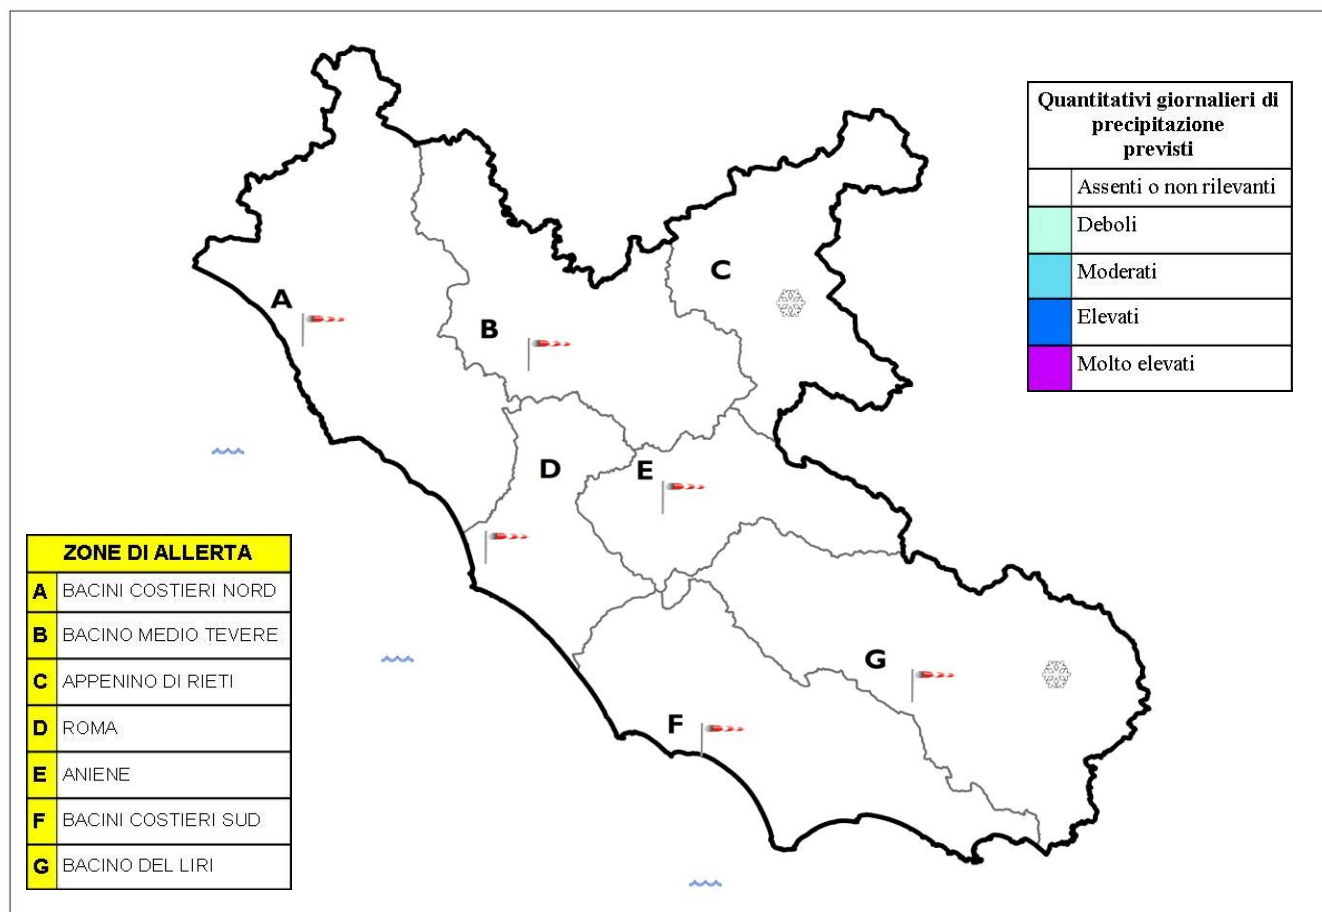 Quantitativi giornalieri di
precipitazione
previsti
Assenti o non rilevanti
Deboli
Moderati
Elevati
Molto elevati
A
B
C
D
E
F
G
ZONE DI ALLERTA
A BACINI COSTIERI NORD
B BACINO MEDIO TEVERE
C APPENINO DI RIETI
D ROMA
E ANIENE
F BACINI COSTIERI SUD
G BACINO DEL LIRI